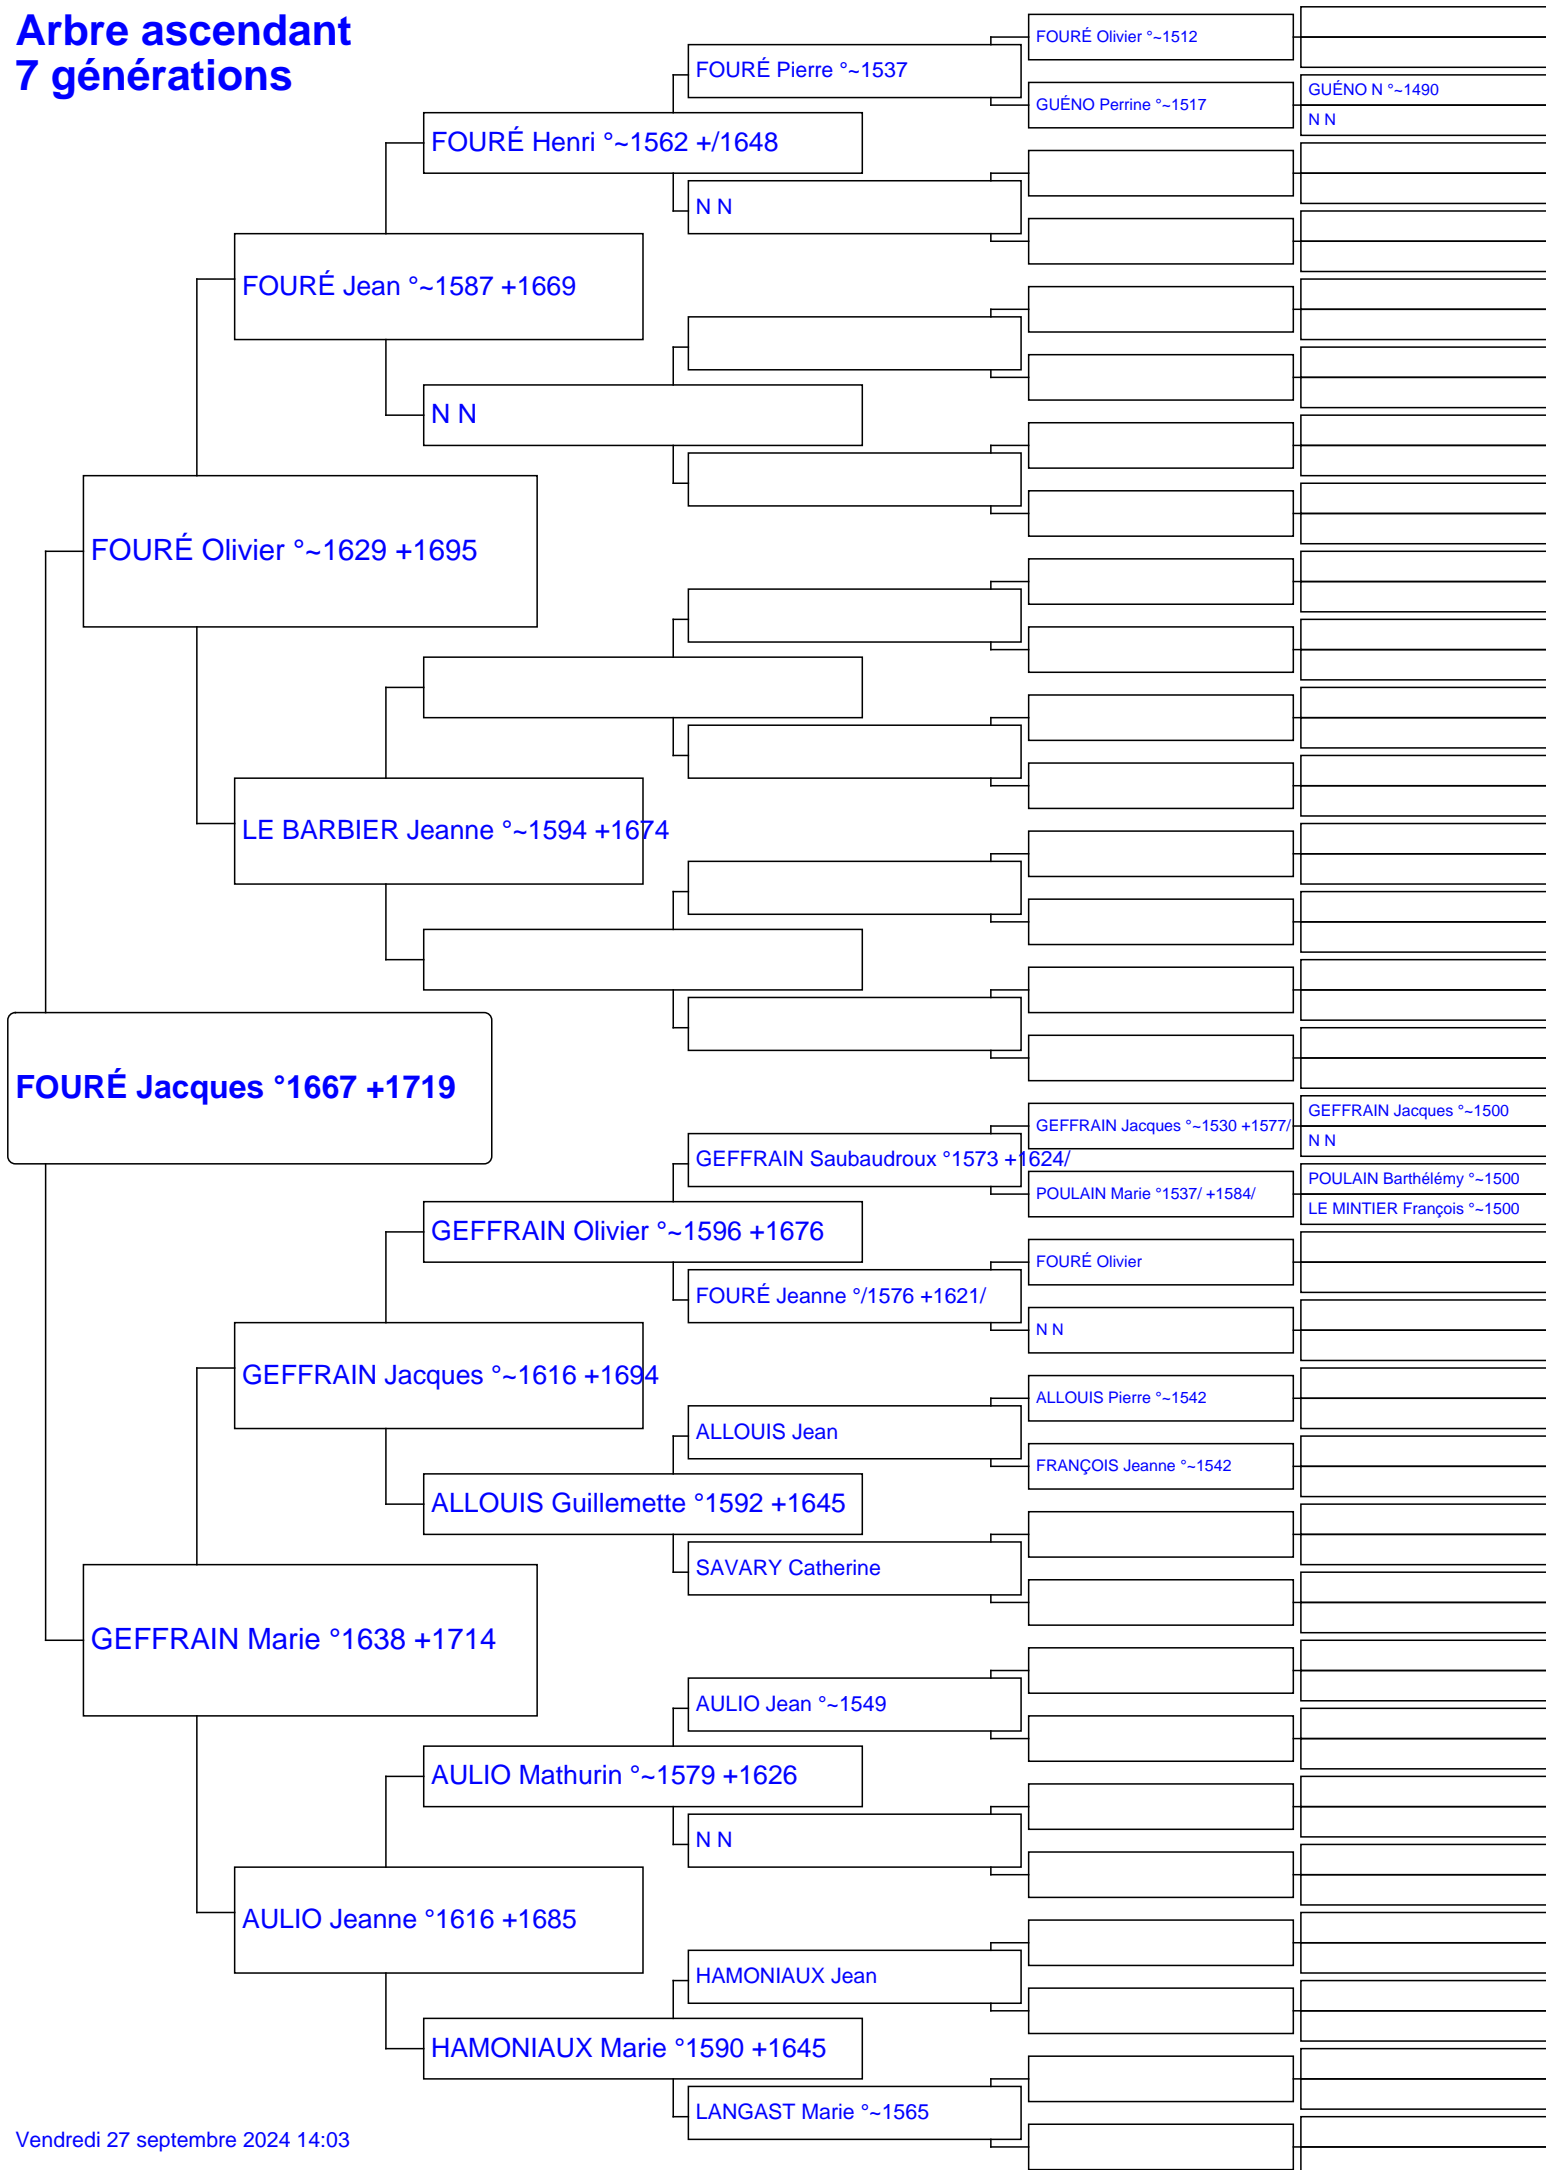 Arbre ascendant
7 générations
FOURÉ Olivier °~1512
FOURÉ Pierre °~1537
GUÉNO N °~1490
GUÉNO Perrine °~1517
N N
FOURÉ Henri °~1562 +/1648
N N
FOURÉ Jean °~1587 +1669
N N
FOURÉ Olivier °~1629 +1695
LE BARBIER Jeanne °~1594 +1674
FOURÉ Jacques °1667 +1719
GEFFRAIN Jacques °~1500
GEFFRAIN Jacques °~1530 +1577/
N N
GEFFRAIN Saubaudroux °1573 +1624/
POULAIN Barthélémy °~1500
POULAIN Marie °1537/ +1584/
LE MINTIER François °~1500
GEFFRAIN Olivier °~1596 +1676
FOURÉ Olivier
FOURÉ Jeanne °/1576 +1621/
N N
GEFFRAIN Jacques °~1616 +1694
ALLOUIS Pierre °~1542
ALLOUIS Jean
FRANÇOIS Jeanne °~1542
ALLOUIS Guillemette °1592 +1645
SAVARY Catherine
GEFFRAIN Marie °1638 +1714
AULIO Jean °~1549
AULIO Mathurin °~1579 +1626
N N
AULIO Jeanne °1616 +1685
HAMONIAUX Jean
HAMONIAUX Marie °1590 +1645
LANGAST Marie °~1565
Vendredi 27 septembre 2024 14:03